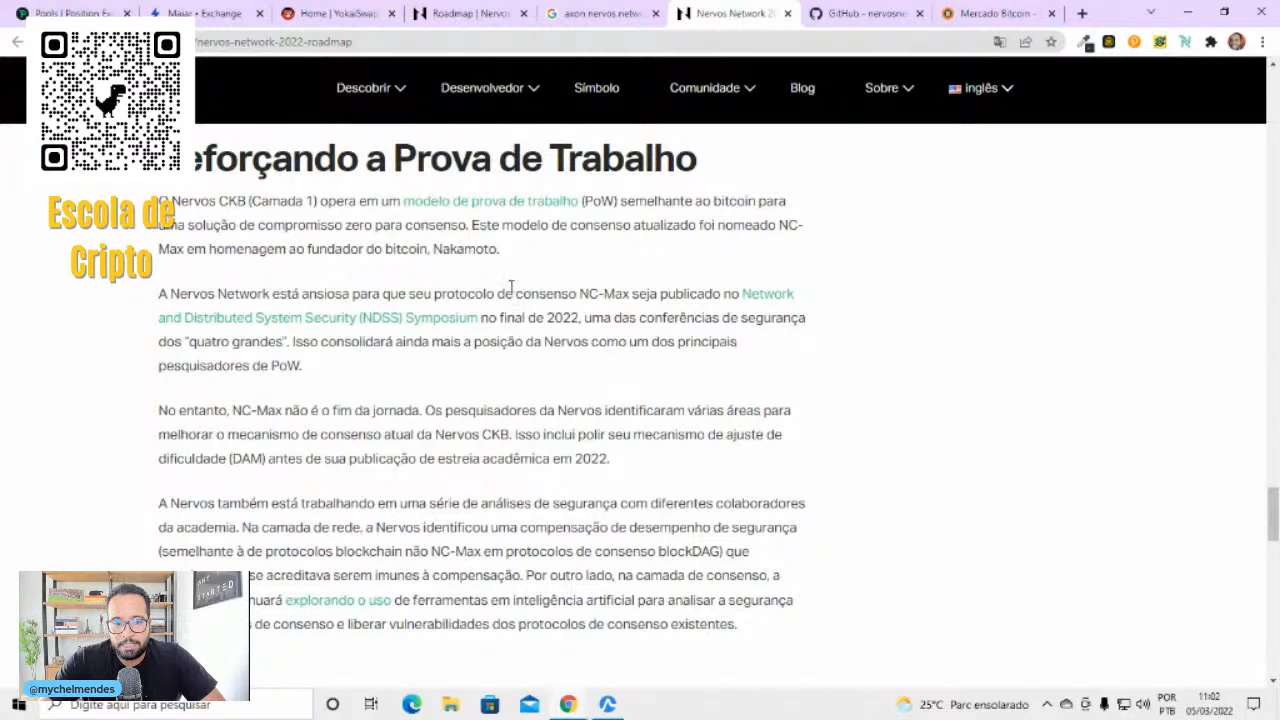 Pools | Position Ex
Maiar • Exchange
Home | YokaiSwap
Roadmap | Nervos
axon nervos netwo
Nervos Network 20
GitHub - nervosne
Mercado Bitcoin -
/nervos-network-2022-roadmap
Descobrir
Desenvolvedor
Símbolo
Comunidade
Blog
Sobre
inglês
eforçando a Prova de Trabalho
O Nervos CKB (Camada 1) opera em um modelo de prova de trabalho (PoW) semelhante ao bitcoin para
uma solução de compromisso zero para consenso. Este modelo de consenso atualizado foi nomeado NC-
Max em homenagem ao fundador do bitcoin, Nakamoto.
A Nervos Network está ansiosa para que seu protocolo de consenso NC-Max seja publicado no Network
and Distributed System Security (NDSS) Symposium no final de 2022, uma das conferências de segurança
dos "quatro grandes". Isso consolidará ainda mais a posição da Nervos como um dos principais
pesquisadores de PoW.
No entanto, NC-Max não é o fim da jornada. Os pesquisadores da Nervos identificaram várias áreas para
melhorar o mecanismo de consenso atual da Nervos CKB. Isso inclui polir seu mecanismo de ajuste de
dificuldade (DAM) antes de sua publicação de estreia acadêmica em 2022.
A Nervos também está trabalhando em uma série de análises de segurança com diferentes colaboradores
da academia. Na camada de rede, a Nervos identificou uma compensação de desempenho de segurança
(semelhante à de protocolos blockchain não NC-Max em protocolos de consenso blockDAG) que
se acreditava serem imunes à compensação. Por outro lado, na camada de consenso, a
nuará explorando o uso de ferramentas em inteligência artificial para analisar a segurança
de consenso e liberar vulnerabilidades dos protocolos de consenso existentes.
Escola de
Cripto
STARTED
@mychelmendes
Digite aqui para pesquisar
25°C Parc ensolarado
POR
PTB
11:02
05/03/2022